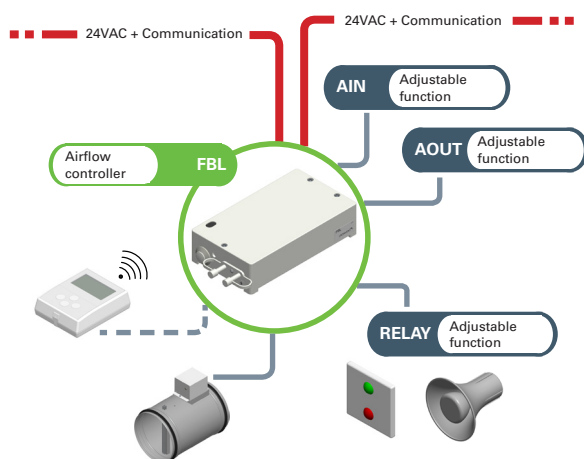 24VAC + Communication
24VAC + Communication
AIN
Adjustable
function
AOUT
Adjustable
function
Airflow
controller
FBL
RELAY
Adjustable
function